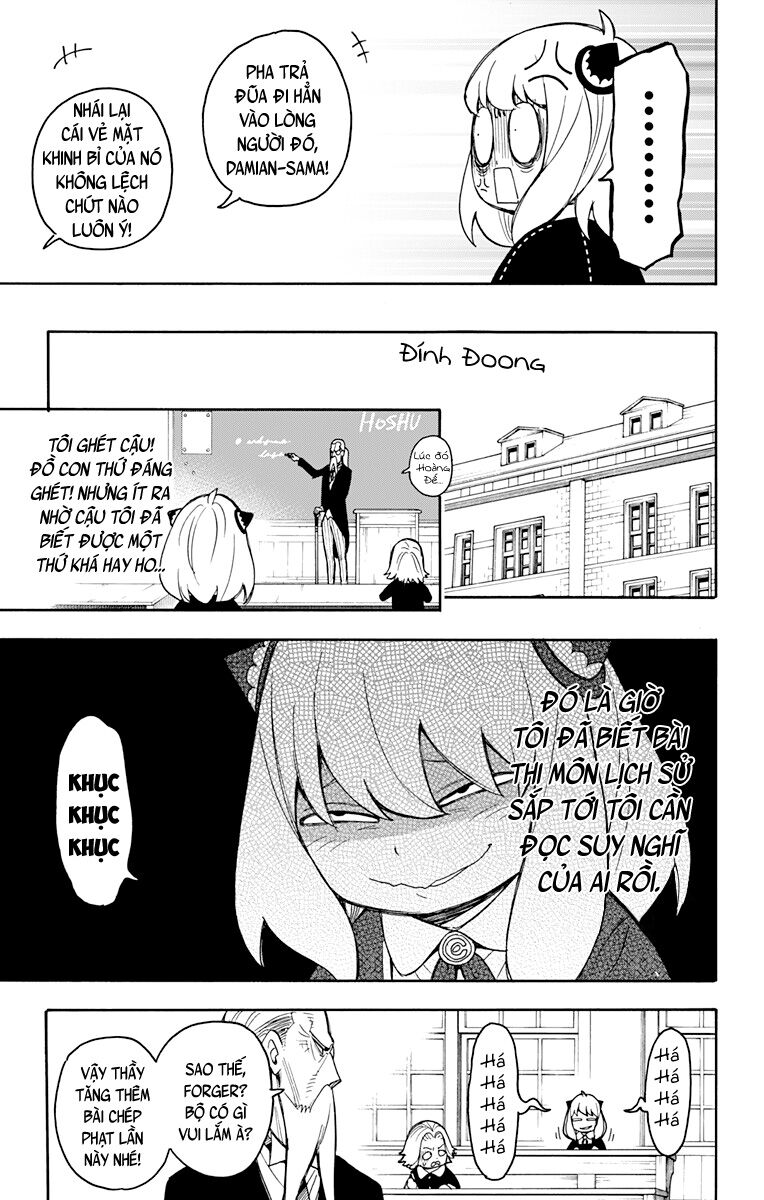 .........
PHA TRẢ
ĐŨA ĐI HẲN
VÀO LÒNG
NGƯỜI ĐÓ,
DAMIAN-SAMA!
NHÁI LẠI
CÁI VẺ MẶT
KHINH BỈ CỦA NÓ
KHÔNG LỆCH
CHÚT NÀO
LUÔN Ý!
Đính Đoong
HOSHU
Lúc đó
Hoàng
Đế...
TÔI GHÉT CẬU!
ĐỒ CON THỨ ĐÁNG
GHÉT! NHƯNG ÍT RA
NHỜ CẬU TÔI ĐÃ
BIẾT ĐƯỢC MỘT
THỨ KHÁ HAY HO...
ĐÓ LÀ GIỜ
TÔI ĐÃ BIẾT BÀI
THI MÔN LỊCH SỬ
SẮP TỚI TÔI CẦN
ĐỌC SUY NGHĨ
CỦA AI RỒI.
KHỤC
KHỤC
KHỤC
Há
Há
Há
Há
Há
Há
Há
Há
Há
SAO THẾ,
FORGER?
BỘ CÓ GÌ
VUI LẮM À?
VẬY THẦY
TĂNG THÊM
BÀI CHÉP
PHẠT LẦN
NÀY NHÉ!